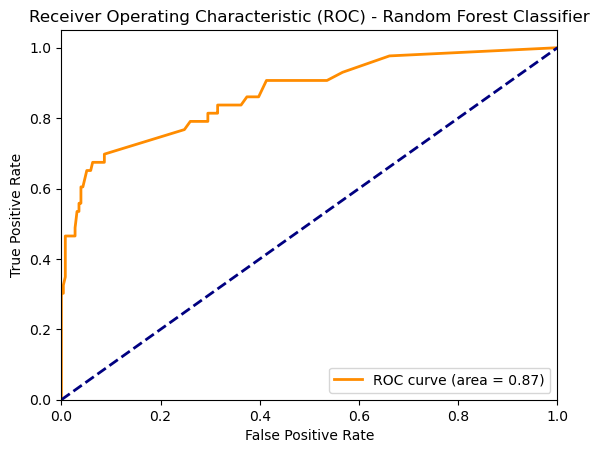 Receiver Operating Characteristic (ROC) - Random Forest Classifier
1.0
0.8
0.6
0.4
0.2
0.0
True Positive Rate
ROC curve (area = 0.87)
0.0 0.2 0.4 0.6 0.8 1.0
False Positive Rate